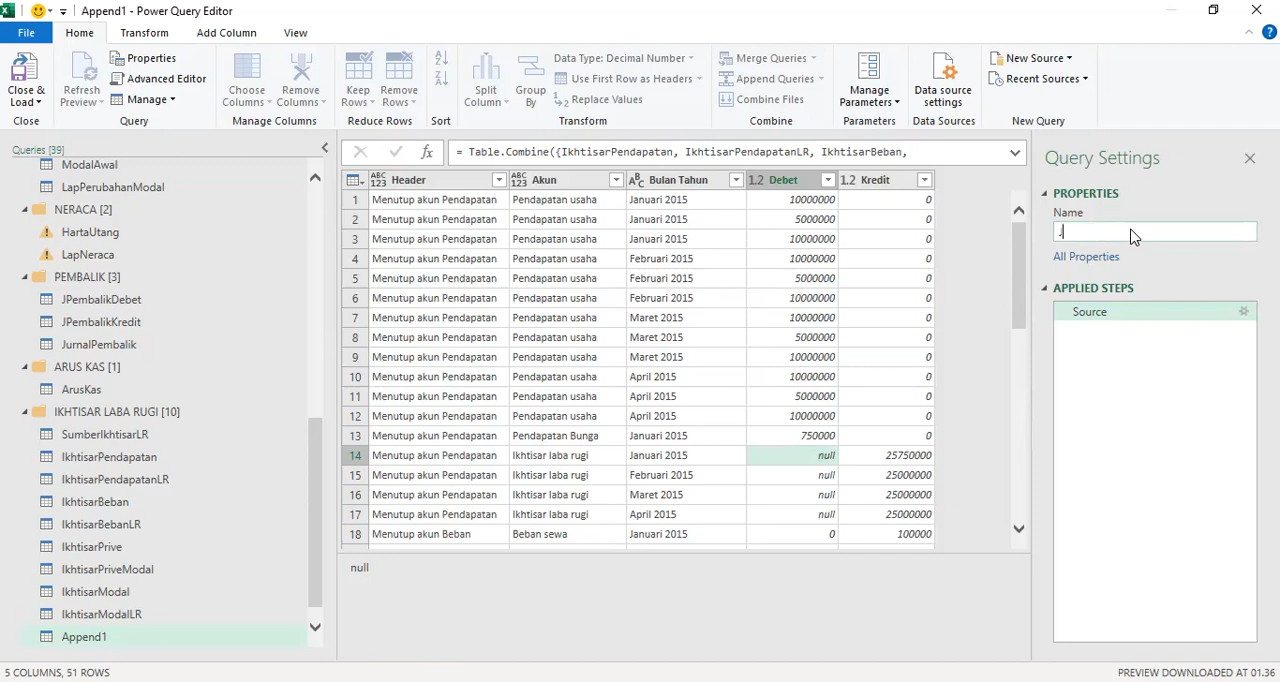 Append1 - Power Query Editor
File Home Transform Add Column View
Close & Load
Close
Refresh Preview
Properties
Advanced Editor
Manage
Query
Choose Columns
Remove Columns
Manage Columns
Keep Rows
Remove Rows
Reduce Rows
Sort
Split Column
Group By
Data Type: Decimal Number
Use First Row as Headers
Replace Values
Transform
Merge Queries
Append Queries
Combine Files
Combine
Manage Parameters
Parameters
Data source settings
Data Sources
New Source
Recent Sources
New Query
Queries [39]
ModalAwal
LapPerubahanModal
NERACA [2]
HartaUtang
LapNeraca
PEMBALIK [3]
JPembalikDebet
JPembalikKredit
JurnalPembalik
ARUS KAS [1]
ArusKas
IKHTISAR LABA RUGI [10]
SumberIkhtisarLR
IkhtisarPendapatan
IkhtisarPendapatanLR
IkhtisarBeban
IkhtisarBebanLR
IkhtisarPrive
IkhtisarPriveModal
IkhtisarModal
IkhtisarModalLR
Append1
fx = Table.Combine({IkhtisarPendapatan, IkhtisarPendapatanLR, IkhtisarBeban,
ABC 123 Header ABC 123 Akun ABC Bulan Tahun 1.2 Debet 1.2 Kredit
1 Menutup akun Pendapatan Pendapatan usaha Januari 2015 10000000 0
2 Menutup akun Pendapatan Pendapatan usaha Januari 2015 5000000 0
3 Menutup akun Pendapatan Pendapatan usaha Januari 2015 10000000 0
4 Menutup akun Pendapatan Pendapatan usaha Februari 2015 10000000 0
5 Menutup akun Pendapatan Pendapatan usaha Februari 2015 5000000 0
6 Menutup akun Pendapatan Pendapatan usaha Februari 2015 10000000 0
7 Menutup akun Pendapatan Pendapatan usaha Maret 2015 10000000 0
8 Menutup akun Pendapatan Pendapatan usaha Maret 2015 5000000 0
9 Menutup akun Pendapatan Pendapatan usaha Maret 2015 10000000 0
10 Menutup akun Pendapatan Pendapatan usaha April 2015 10000000 0
11 Menutup akun Pendapatan Pendapatan usaha April 2015 5000000 0
12 Menutup akun Pendapatan Pendapatan usaha April 2015 10000000 0
13 Menutup akun Pendapatan Pendapatan Bunga Januari 2015 750000 0
14 Menutup akun Pendapatan Ikhtisar laba rugi Januari 2015 null 25750000
15 Menutup akun Pendapatan Ikhtisar laba rugi Februari 2015 null 25000000
16 Menutup akun Pendapatan Ikhtisar laba rugi Maret 2015 null 25000000
17 Menutup akun Pendapatan Ikhtisar laba rugi April 2015 null 25000000
18 Menutup akun Beban Beban sewa Januari 2015 0 100000
null
Query Settings
PROPERTIES
Name
J
All Properties
APPLIED STEPS
Source
5 COLUMNS, 51 ROWS
PREVIEW DOWNLOADED AT 01.36